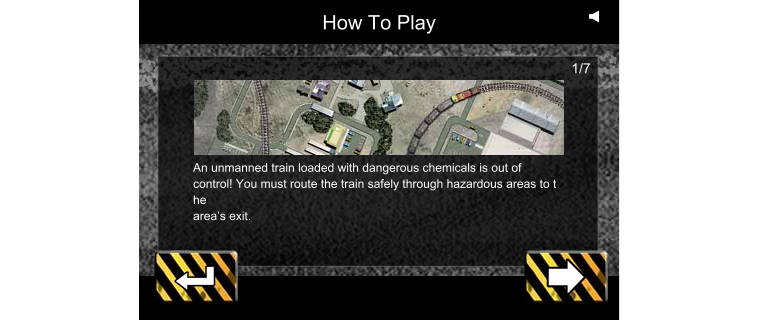 How To Play
1/7
An unmanned train loaded with dangerous chemicals is out of
control! You must route the train safely through hazardous areas to t
he
area's exit.